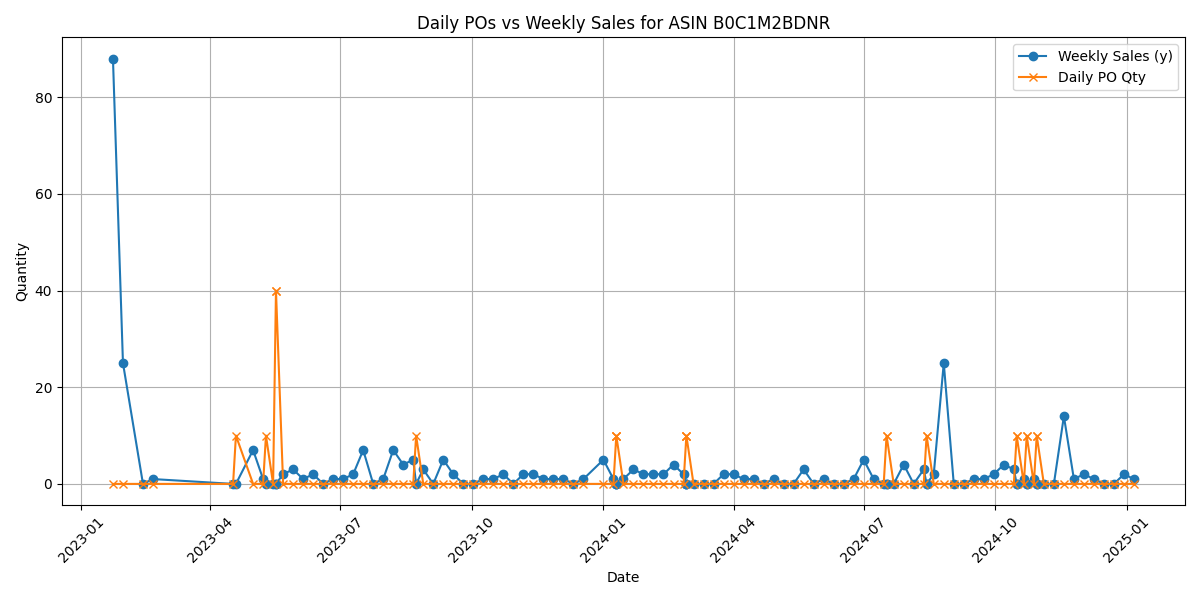 Daily POs vs Weekly Sales for ASIN B0C1M2BDNR
Weekly Sales (y)
Daily PO Qty
Quantity
80
60
40
20
0
2023-01
2023-04
2023-07
2023-10
2024-01
2024-04
2024-07
2024-10
2025-01
Date